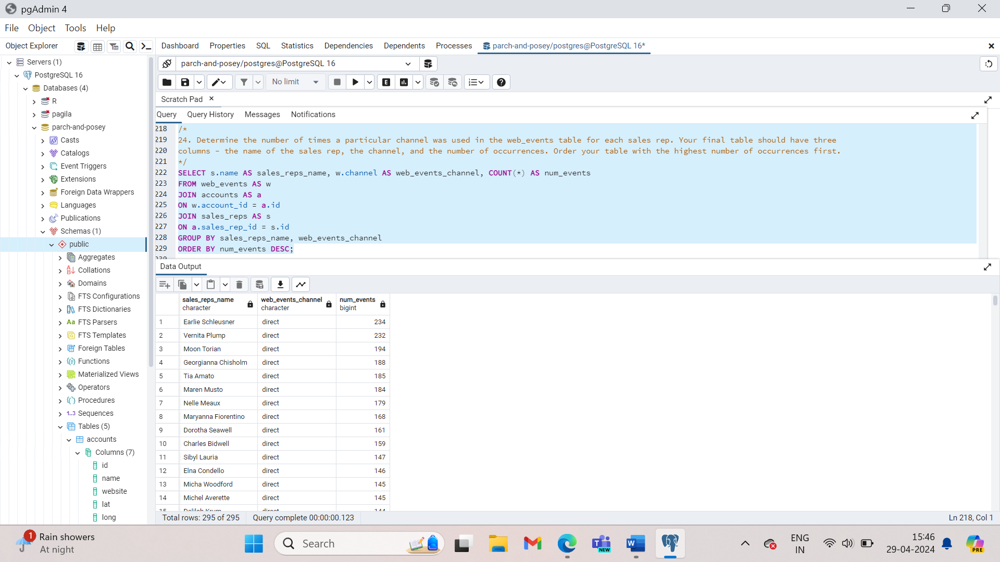 pgAdmin 4
File Object Tools Help
Object Explorer
Dashboard Properties SQL Statistics Dependencies Dependents Processes parch-and-posey/postgres@PostgreSQL 16*
Servers (1)
PostgreSQL 16
Databases (4)
R
pagila
parch-and-posey
Casts
Catalogs
Event Triggers
Extensions
Foreign Data Wrappers
Languages
Publications
Schemas (1)
public
Aggregates
Collations
Domains
FTS Configurations
FTS Dictionaries
Aa FTS Parsers
FTS Templates
Foreign Tables
Functions
Materialized Views
Operators
Procedures
1..3 Sequences
Tables (5)
accounts
Columns (7)
id
name
website
lat
long
parch-and-posey/postgres@PostgreSQL 16
No limit E
Scratch Pad
Query Query History Messages Notifications
218 /*
219 24. Determine the number of times a particular channel was used in the web_events table for each sales rep. Your final table should have three
220 columns - the name of the sales rep, the channel, and the number of occurrences. Order your table with the highest number of occurrences first.
221 */
222 SELECT s.name AS sales_reps_name, w.channel AS web_events_channel, COUNT(*) AS num_events
223 FROM web_events AS w
224 JOIN accounts AS a
225 ON w.account_id = a.id
226 JOIN sales_reps AS s
227 ON a.sales_rep_id = s.id
228 GROUP BY sales_reps_name, web_events_channel
229 ORDER BY num_events DESC;
230
Data Output
sales_reps_name web_events_channel num_events
character character bigint
1 Earlie Schleusner direct 234
2 Vernita Plump direct 232
3 Moon Torian direct 194
4 Georgianna Chisholm direct 188
5 Tia Amato direct 185
6 Maren Musto direct 184
7 Nelle Meaux direct 179
8 Maryanna Fiorentino direct 168
9 Dorotha Seawell direct 161
10 Charles Bidwell direct 159
11 Sibyl Lauria direct 147
12 Elna Condello direct 146
13 Micha Woodford direct 145
14 Michel Averette direct 145
15 Delilah Krum direct 144
Total rows: 295 of 295 Query complete 00:00:00.123 Ln 218, Col 1
1 Rain showers
At night
Search
NEW
W
ENG
IN
15:46
29-04-2024
PRE